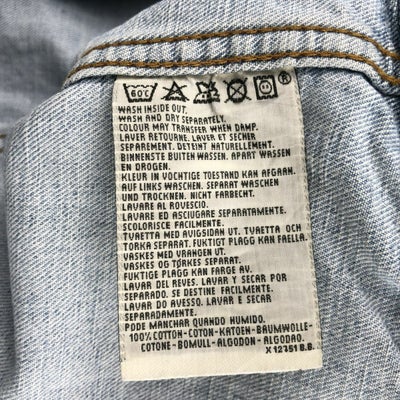 60°C ®
WASH INSIDE OUT.
WASH AND DRY SEPARATELY.
COLOUR MAY TRANSFER WHEN DAMP.
LAVER RETOURNE. LAVER ET SECHER
SEPAREMENT. DETEINT NATURELLEMENT.
BINNENSTE BUITEN WASSEN. APART WASSEN
EN DROGEN.
KLEUR IN VOCHTIGE TOESTAND KAN AFGAAN.
AUF LINKS WASCHEN. SEPARAT WASCHEN
UND TROCKNEN. NICHT FARBECHT.
LAVARE AL ROVESCIO.
LAVARE ED ASCIUGARE SEPARATAMENTE.
SCOLORISCE FACILMENTE.
TVAETTA MED AVIGSIDAN UT. TVAETTA OCH
TORKA SEPARAT. FUKTIGT PLAGG KAN FAELLA.
VASKES MED VRANGEN UT.
VASKES OG TØRKES SEPARAT.
FUKTIGE PLAGG KAN FARGE AV.
LAVAR DEL REVES. LAVAR Y SECAR POR
SEPARADO. SE DESTINE FACILMENTE.
LAVAR DO AVESSO. LAVAR E SECAR
SEPARADAMENTE.
PODE MANCHAR QUANDO HUMIDO.
100% COTTON-COTON-KATOEN-BAUMWOLLE-
COTONE-BOMULL-ALGODON-ALGODAO.
X 12351 B.B.